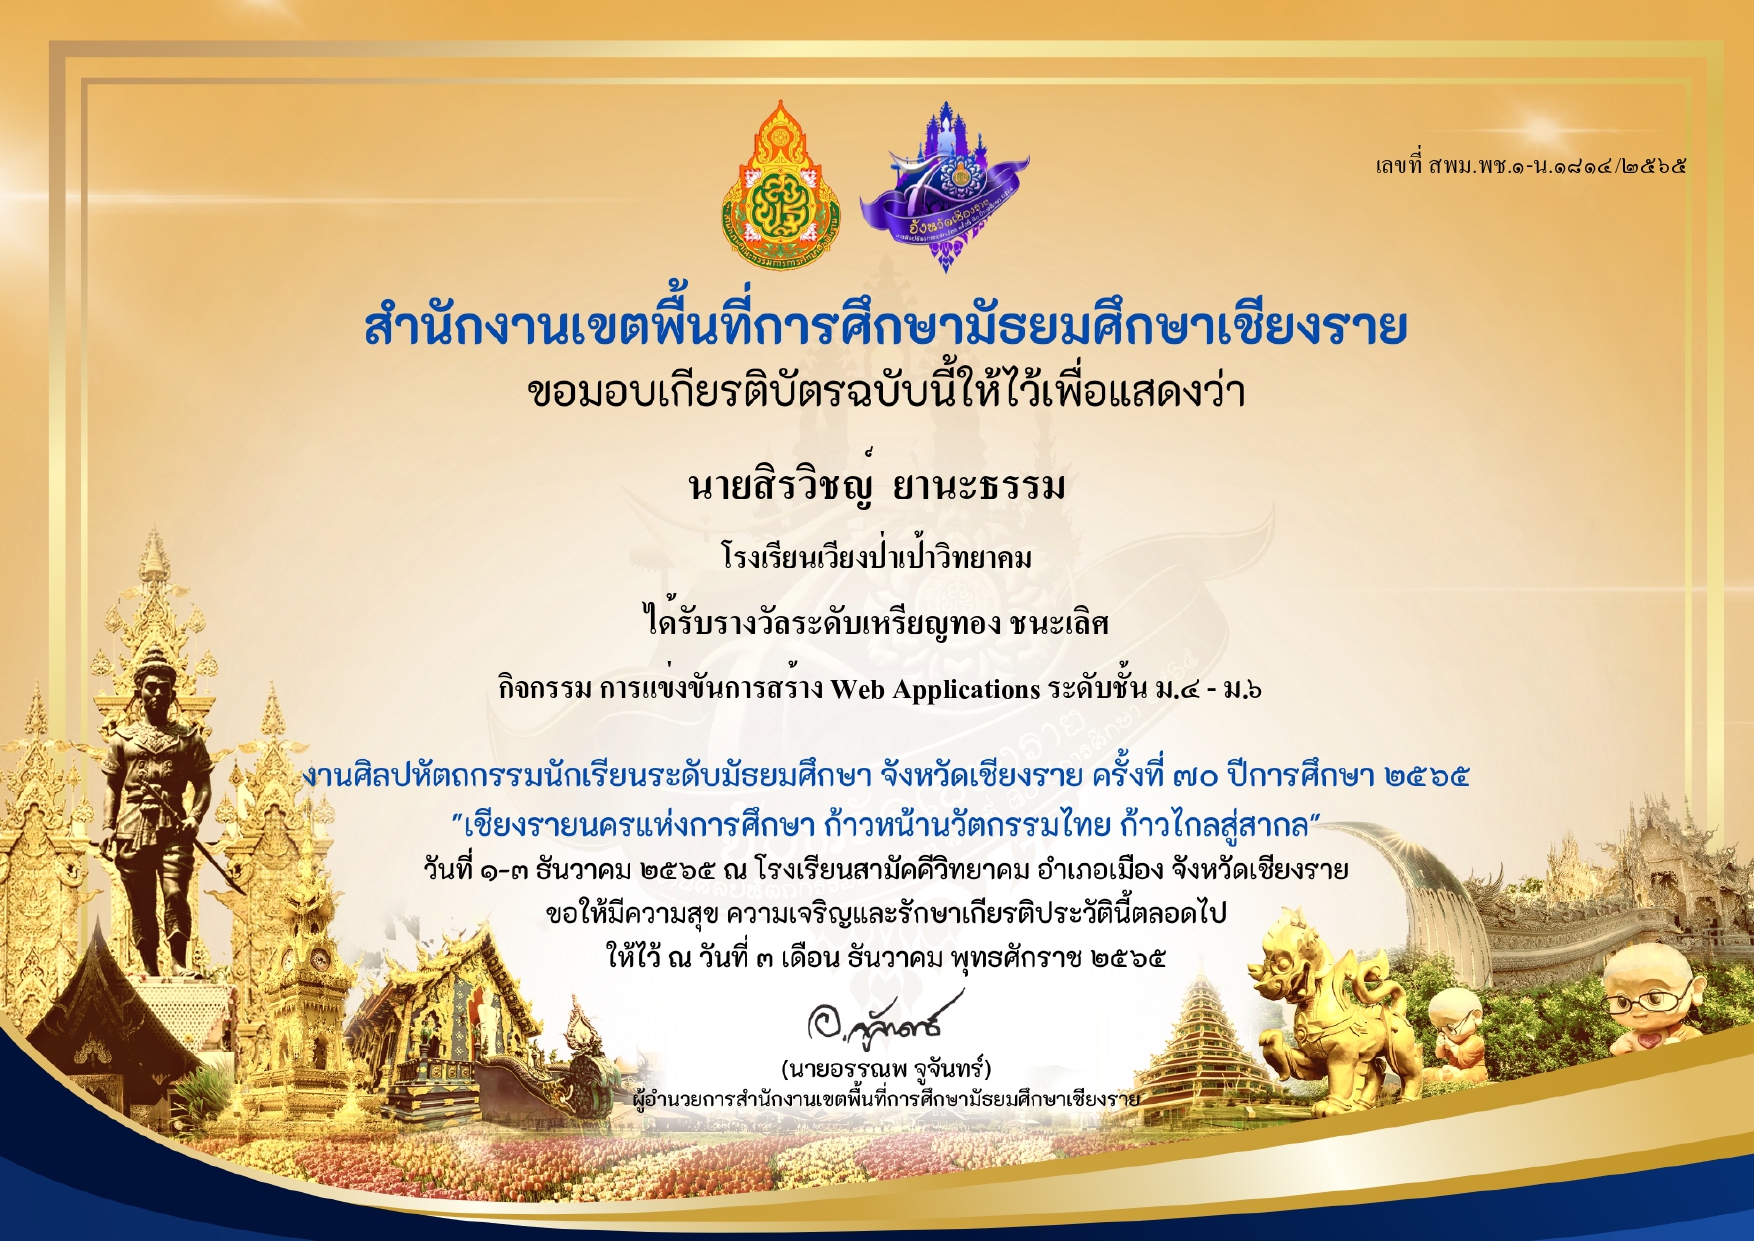 เลขที่ สพม.พช.๑-น.๑๘๑๔/๒๕๖๕
สำนักงานเขตพื้นที่การศึกษามัธยมศึกษาเชียงราย
ขอมอบเกียรติบัตรฉบับนี้ให้ไว้เพื่อแสดงว่า
นายสิรวิชญ์ ยานะธรรม
โรงเรียนเวียงป่าเป้าวิทยาคม
ได้รับรางวัลระดับเหรียญทอง ชนะเลิศ
กิจกรรม การแข่งขันการสร้าง Web Applications ระดับชั้น ม.๔ - ม.๖
งานศิลปหัตถกรรมนักเรียนระดับมัธยมศึกษา จังหวัดเชียงราย ครั้งที่ ๗๐ ปีการศึกษา ๒๕๖๕
"เชียงรายนครแห่งการศึกษา ก้าวหน้านวัตกรรมไทย ก้าวไกลสู่สากล"
วันที่ ๑-๓ ธันวาคม ๒๕๖๕ ณ โรงเรียนสามัคคีวิทยาคม อำเภอเมือง จังหวัดเชียงราย
ขอให้มีความสุข ความเจริญและรักษาเกียรติประวัตินี้ตลอดไป
ให้ไว้ ณ วันที่ ๓ เดือน ธันวาคม พุทธศักราช ๒๕๖๕
(นายอรรณพ จูจันทร์)
ผู้อำนวยการสำนักงานเขตพื้นที่การศึกษามัธยมศึกษาเชียงราย